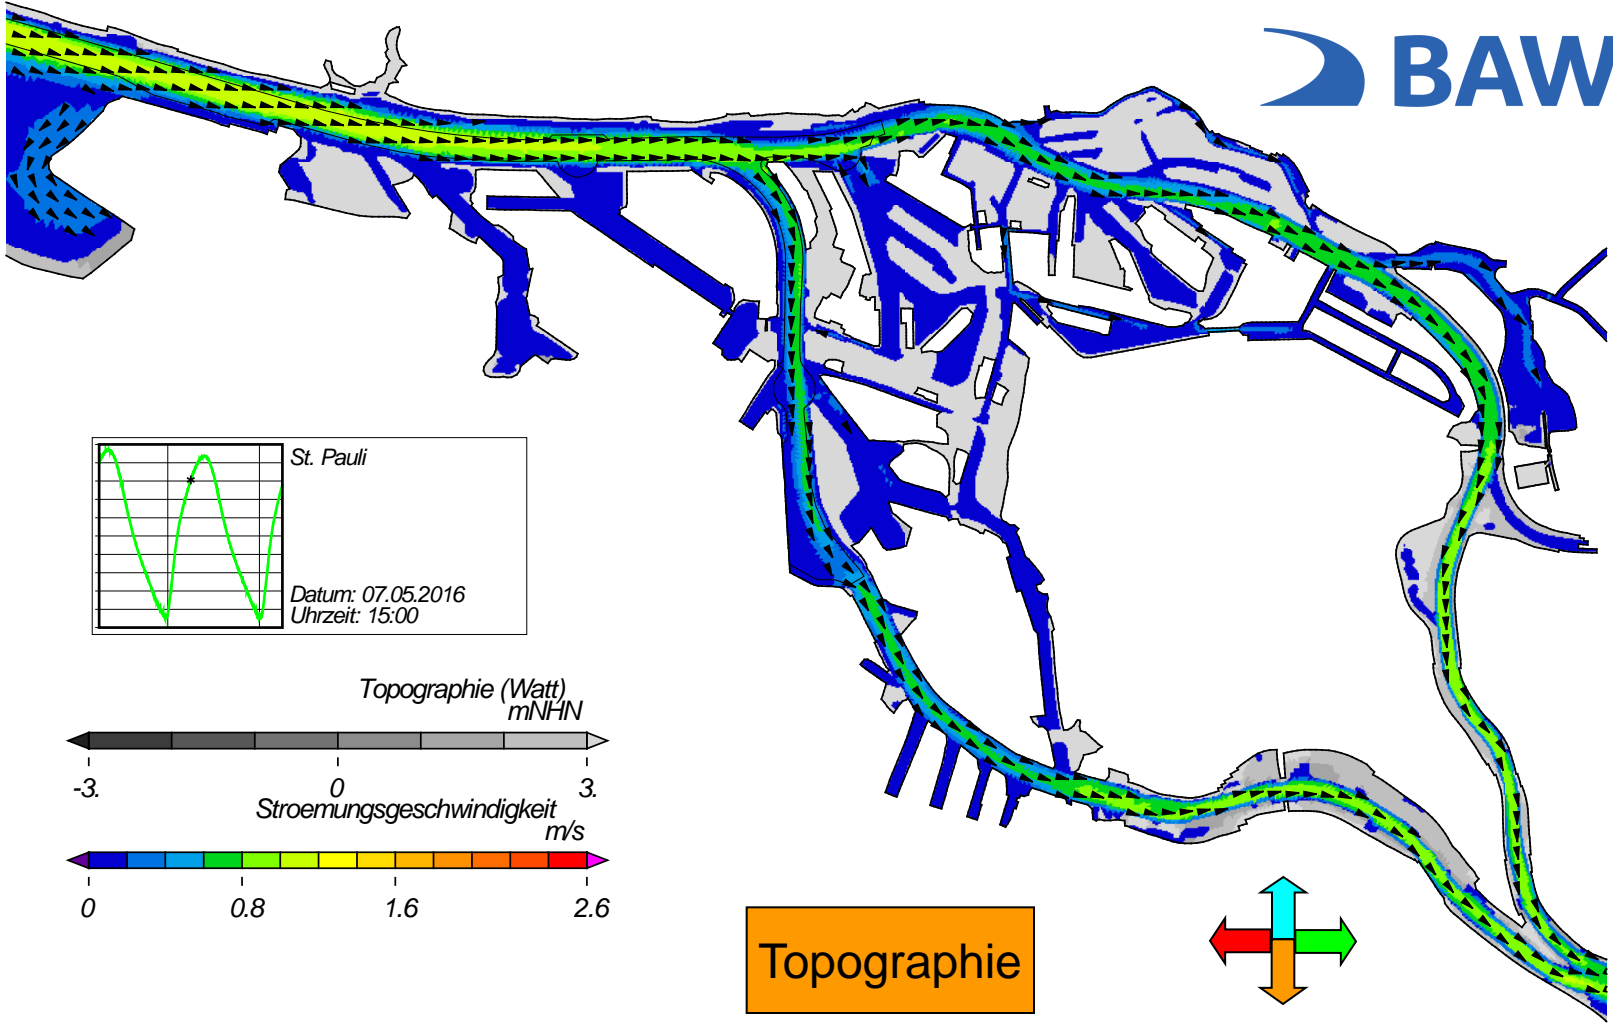 BAW
St. Pauli
Datum: 07.05.2016
Uhrzeit: 15:00
Topographie (Watt)
mNHN
-3. 0 3.
Stroemungsgeschwindigkeit
m/s
0 0.8 1.6 2.6
Topographie